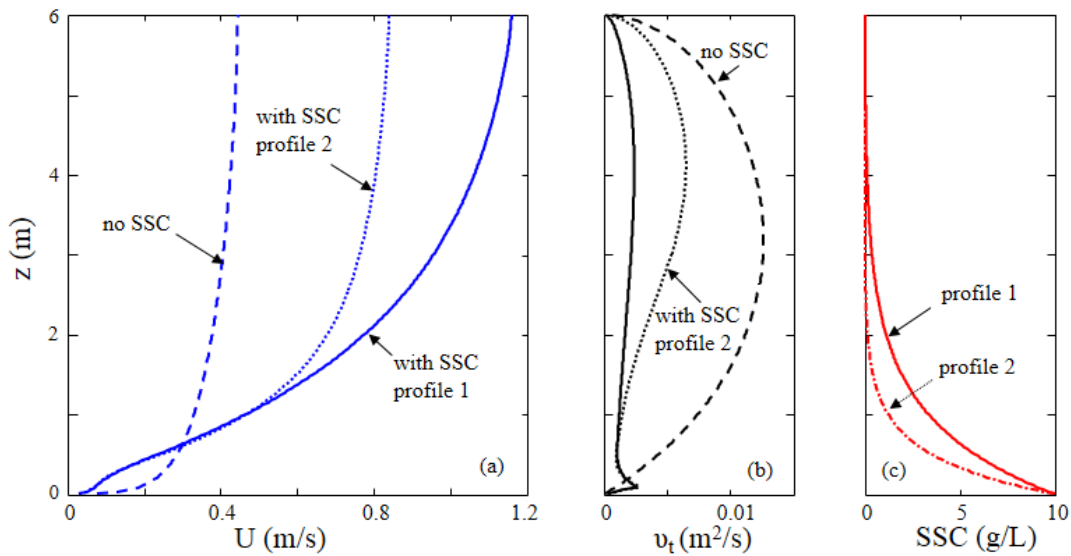 6
4
2
0
z (m)
no SSC
with SSC
profile 2
with SSC
profile 1
(a)
0
0.4
0.8
1.2
U (m/s)
no SSC
with SSC
profile 2
(b)
0
0.01
υt (m²/s)
profile 1
profile 2
(c)
0
5
10
SSC (g/L)